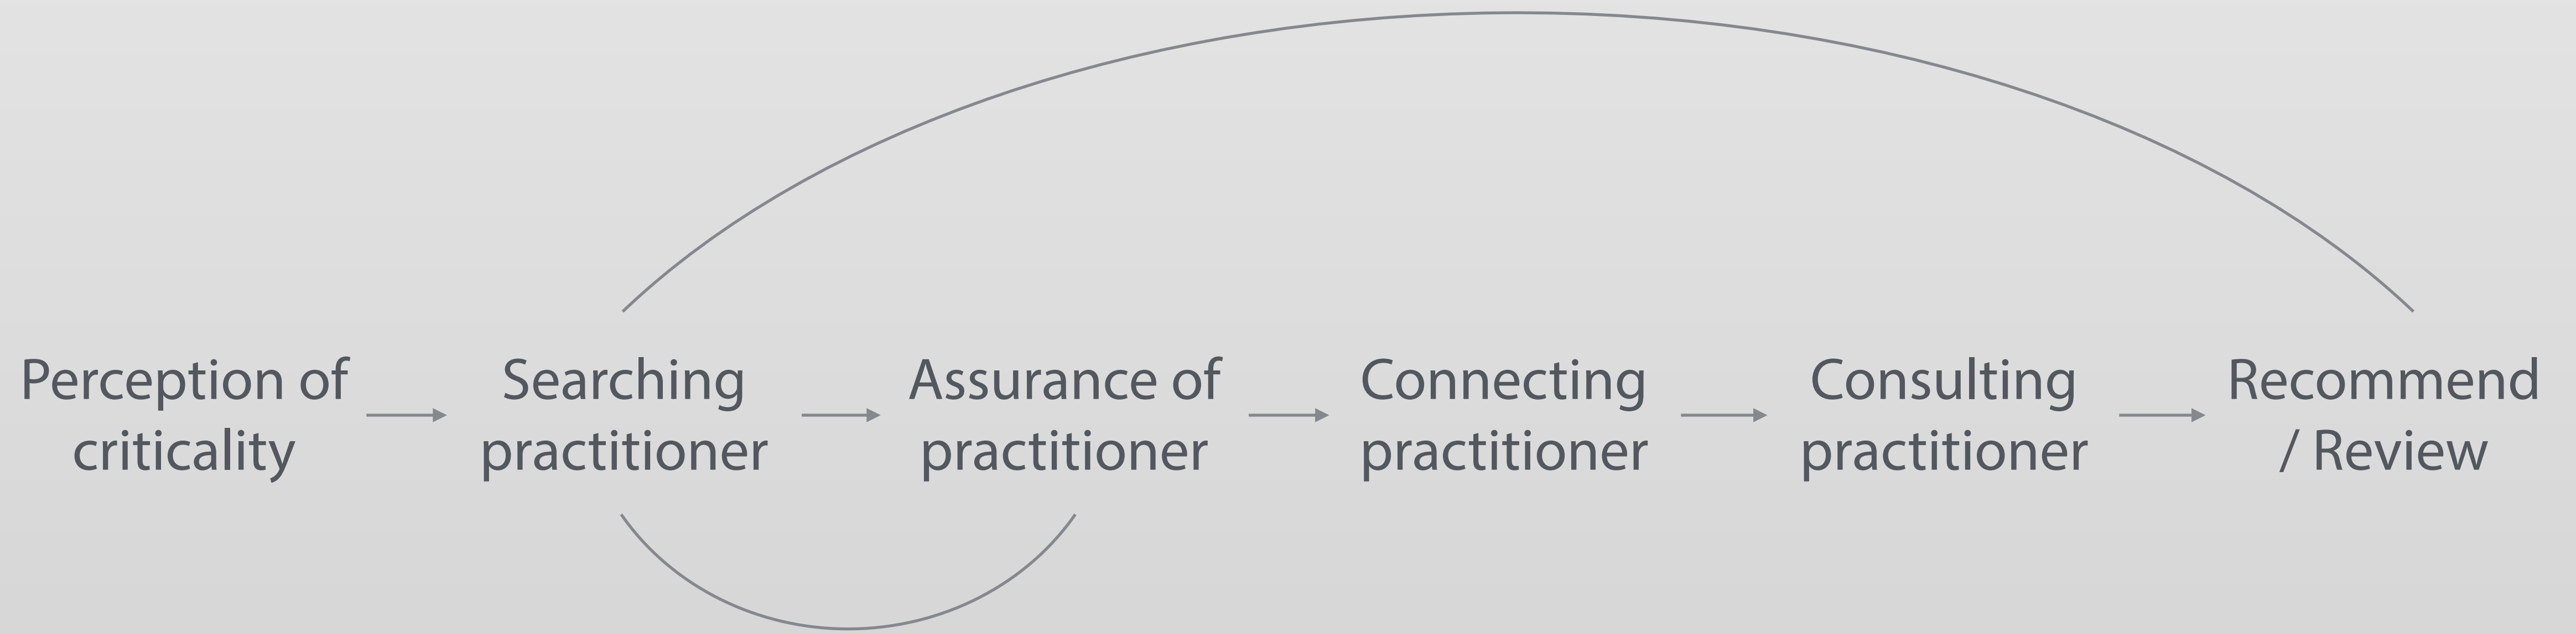 Perception of
criticality
Searching
practitioner
Assurance of
practitioner
Connecting
practitioner
Consulting
practitioner
Recommend
/ Review